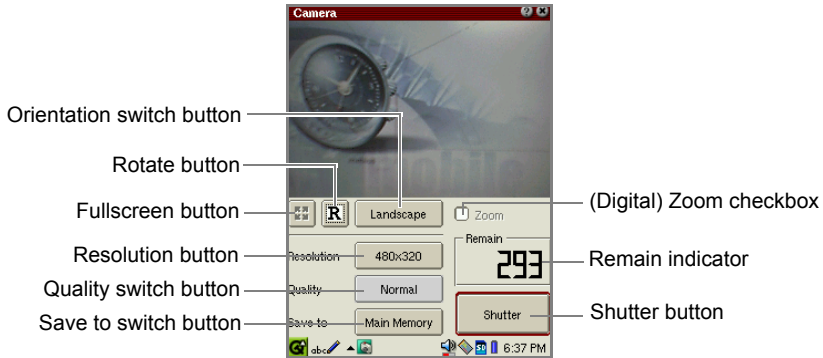 Camera
mobile
Orientation switch button
Rotate button
Fullscreen button
Resolution button
Quality switch button
Save to switch button
R
Landscape
Zoom
Remain
293
Resolution
480x320
Quality
Normal
Save to
Main Memory
Shutter
abc
SD
6:37 PM
(Digital) Zoom checkbox
Remain indicator
Shutter button